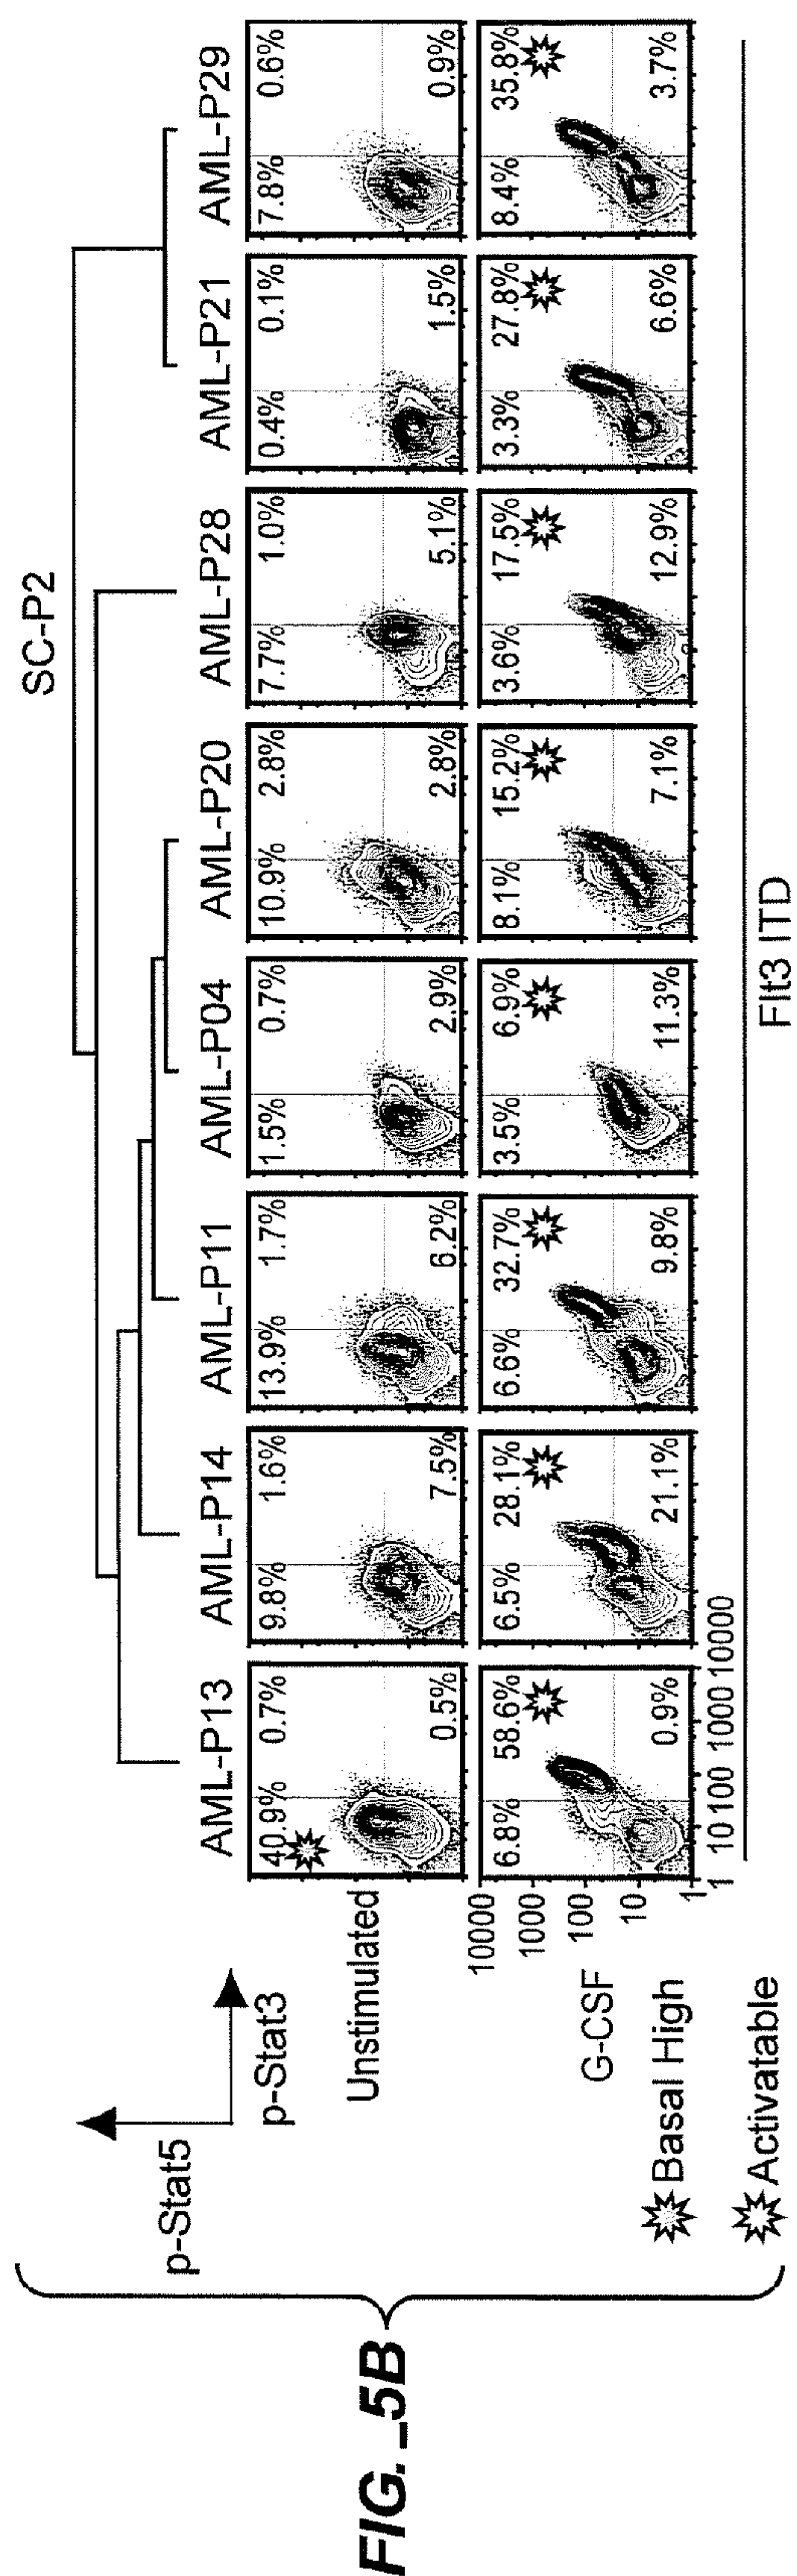 FIG._5B
SC-P2
p-Stat5
p-Stat3
AML-P13 AML-P14 AML-P11 AML-P04 AML-P20 AML-P28 AML-P21 AML-P29
Unstimulated
40.9% 0.7% 9.8% 1.6% 13.9% 1.7% 1.5% 0.7% 10.9% 2.8% 7.7% 1.0% 0.4% 0.1% 7.8% 0.6%
0.5% 7.5% 6.2% 2.9% 2.8% 5.1% 1.5% 0.9%
G-CSF
10000
1000
100
10
1
6.8% 58.6% 6.5% 28.1% 6.6% 32.7% 3.5% 6.9% 8.1% 15.2% 3.6% 17.5% 3.3% 27.8% 8.4% 35.8%
0.9% 21.1% 9.8% 11.3% 7.1% 12.9% 6.6% 3.7%
1 10 100 1000 10000
Basal High
Activatable
Flt3 ITD